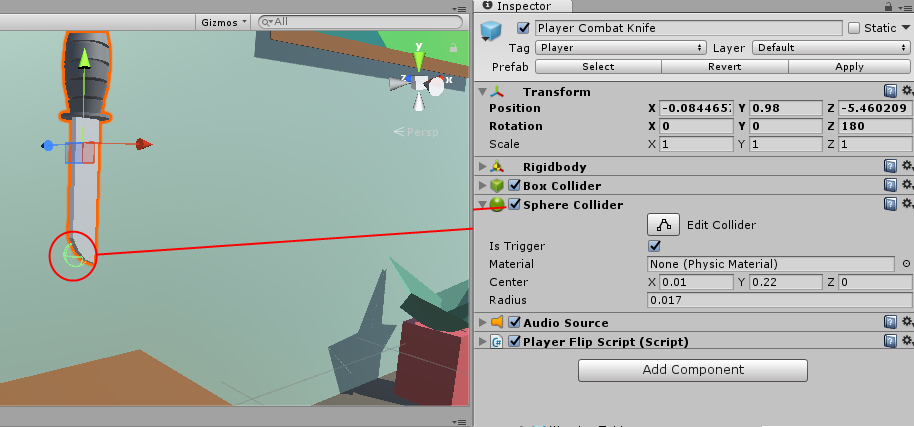 Inspector
Gizmos
All
Player Combat Knife
Static
Tag Player Layer Default
Prefab Select Revert Apply
y
z x
Persp
Transform
Position X -0.0844657 Y 0.98 Z -5.460209
Rotation X 0 Y 0 Z 180
Scale X 1 Y 1 Z 1
Rigidbody
Box Collider
Sphere Collider
Edit Collider
Is Trigger
Material None (Physic Material)
Center X 0.01 Y 0.22 Z 0
Radius 0.017
Audio Source
Player Flip Script (Script)
Add Component